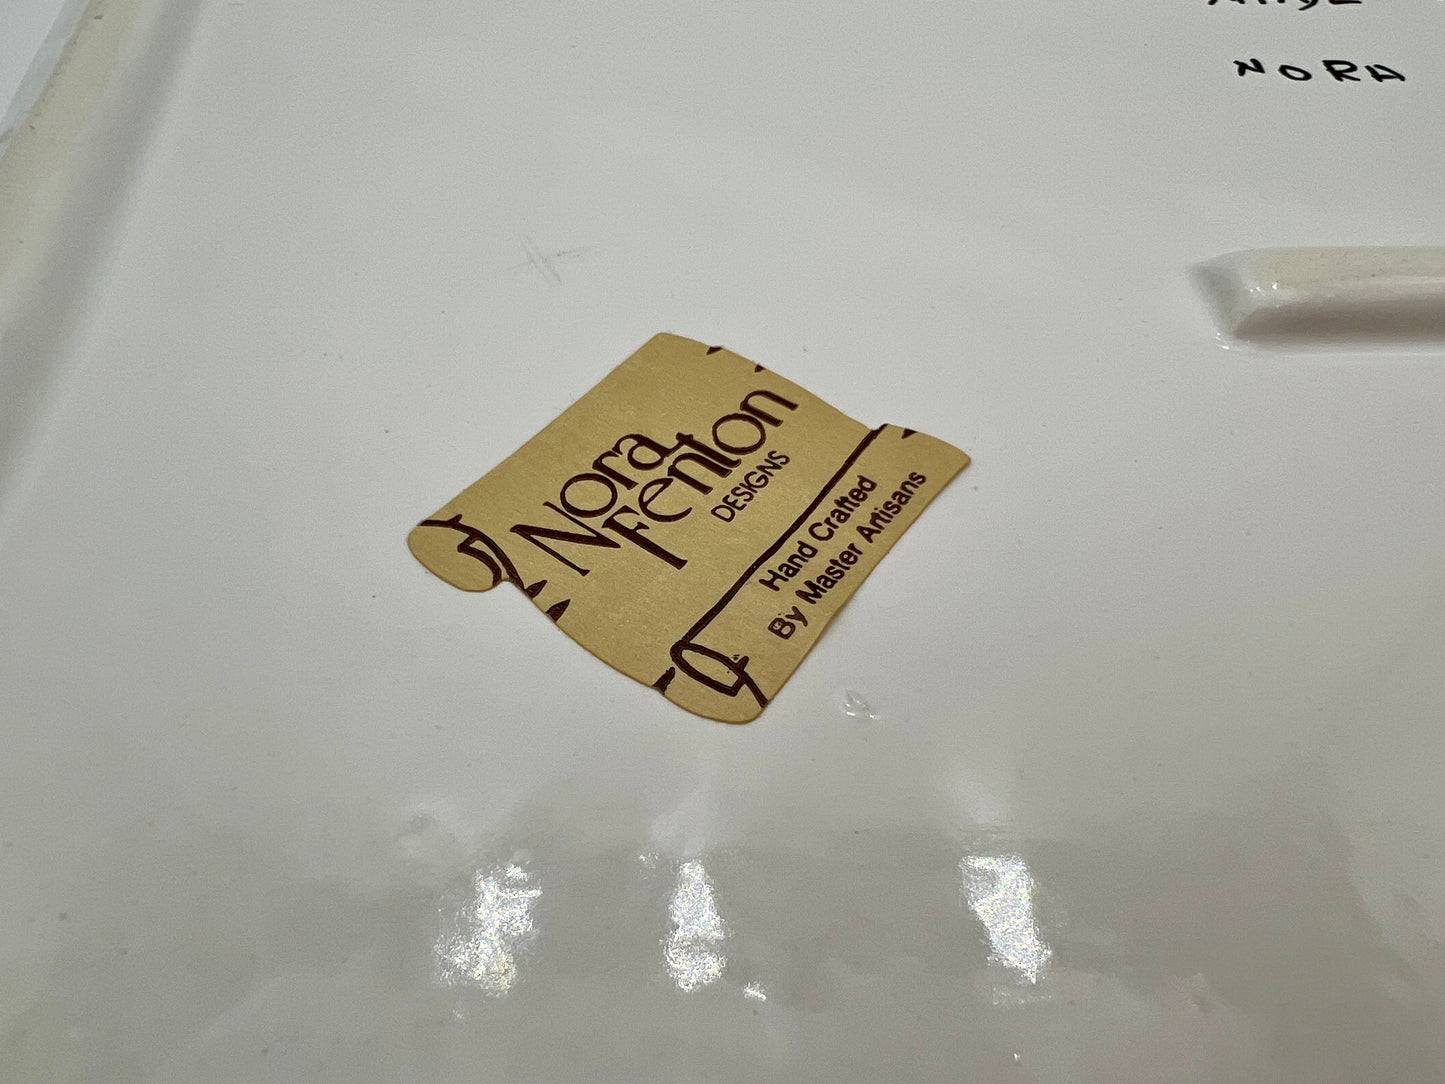 NORA
Nora
Fenton
DESIGNS
Hand Crafted
By Master Artisans